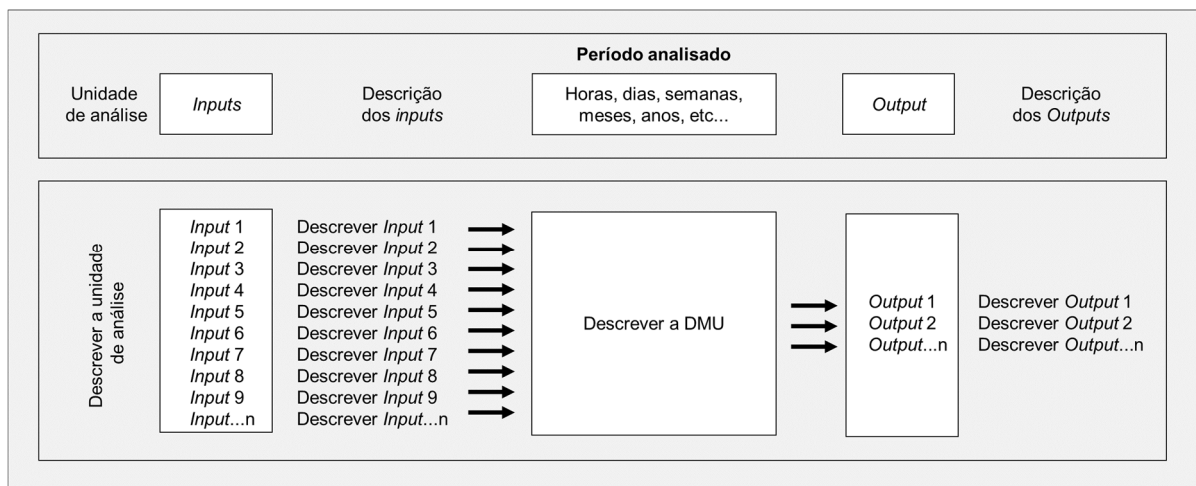 Período analisado
Unidade
de análise
Inputs
Descrição
dos inputs
Horas, dias, semanas,
meses, anos, etc...
Output
Descrição
dos Outputs
Descrever a unidade
de análise
Input 1
Input 2
Input 3
Input 4
Input 5
Input 6
Input 7
Input 8
Input 9
Input...n
Descrever Input 1
Descrever Input 2
Descrever Input 3
Descrever Input 4
Descrever Input 5
Descrever Input 6
Descrever Input 7
Descrever Input 8
Descrever Input 9
Descrever Input...n
Descrever a DMU
Output 1
Output 2
Output...n
Descrever Output 1
Descrever Output 2
Descrever Output...n